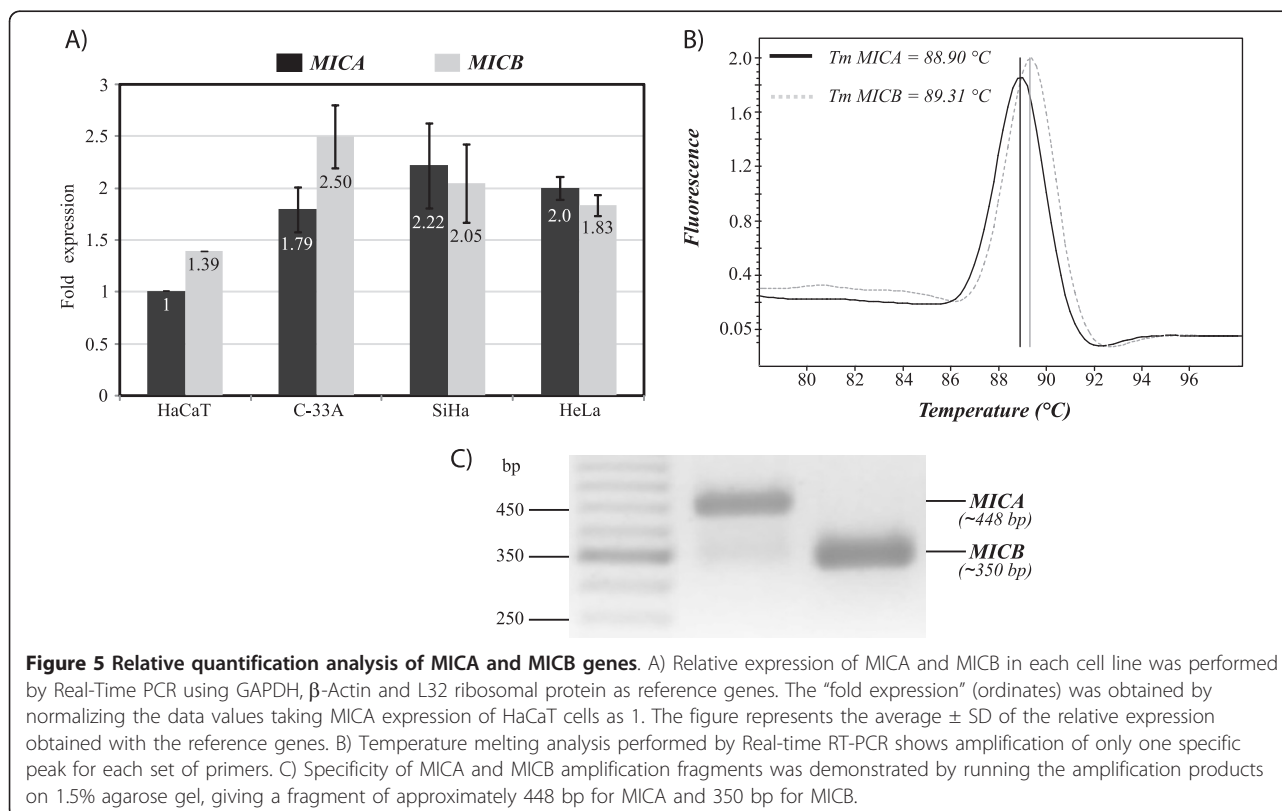 A)
MICA
MICB
3
2.5
2
1.5
1
0.5
0
Fold expression
1
1.39
1.79
2.50
2.22
2.05
2.0
1.83
HaCaT
C-33A
SiHa
HeLa
B)
Tm MICA = 88.90 °C
Tm MICB = 89.31 °C
2.0
1.6
1.2
0.8
0.4
0.05
Fluorescence
80
82
84
86
88
90
92
94
96
Temperature (°C)
C)
bp
450
350
250
MICA
(~448 bp)
MICB
(~350 bp)
Figure 5 Relative quantification analysis of MICA and MICB genes. A) Relative expression of MICA and MICB in each cell line was performed
by Real-Time PCR using GAPDH, β-Actin and L32 ribosomal protein as reference genes. The "fold expression" (ordinates) was obtained by
normalizing the data values taking MICA expression of HaCaT cells as 1. The figure represents the average ± SD of the relative expression
obtained with the reference genes. B) Temperature melting analysis performed by Real-time RT-PCR shows amplification of only one specific
peak for each set of primers. C) Specificity of MICA and MICB amplification fragments was demonstrated by running the amplification products
on 1.5% agarose gel, giving a fragment of approximately 448 bp for MICA and 350 bp for MICB.